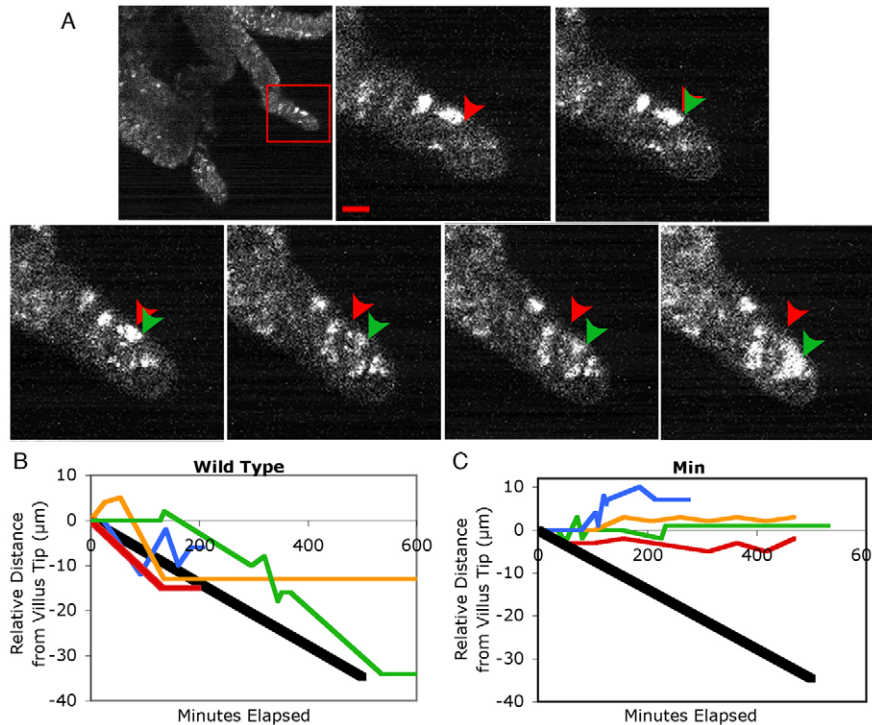 A
B
Wild Type
Relative Distance
from Villus Tip (µm)
10
0
-10
-20
-30
-40
0
200
400
600
Minutes Elapsed
C
Min
Relative Distance
from Villus Tip (µm)
10
0
-10
-20
-30
-40
0
200
400
60
Minutes Elapsed